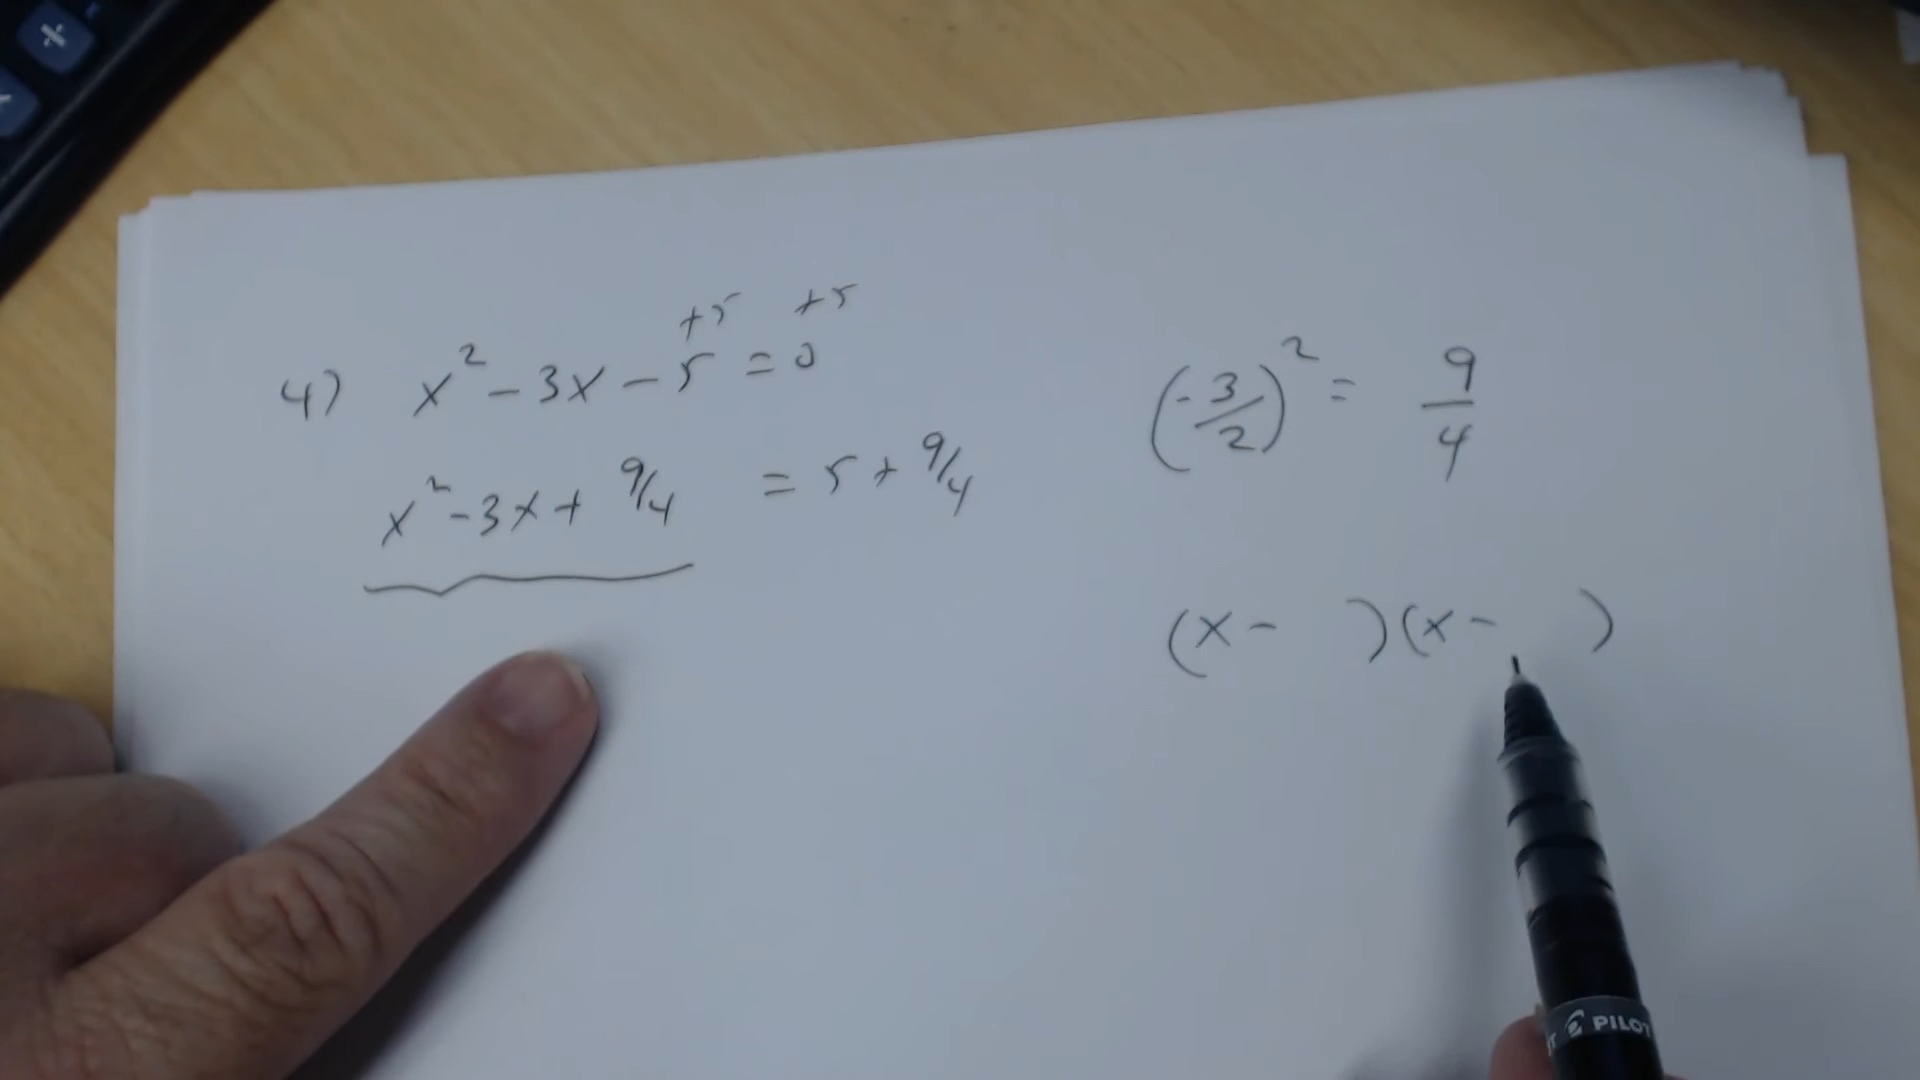 +5 +5
4) x² - 3x - 5 = 0
x² - 3x + 9/4 = 5 + 9/4
(-3/2)² = 9/4
(x - )(x - )
PILOT
÷